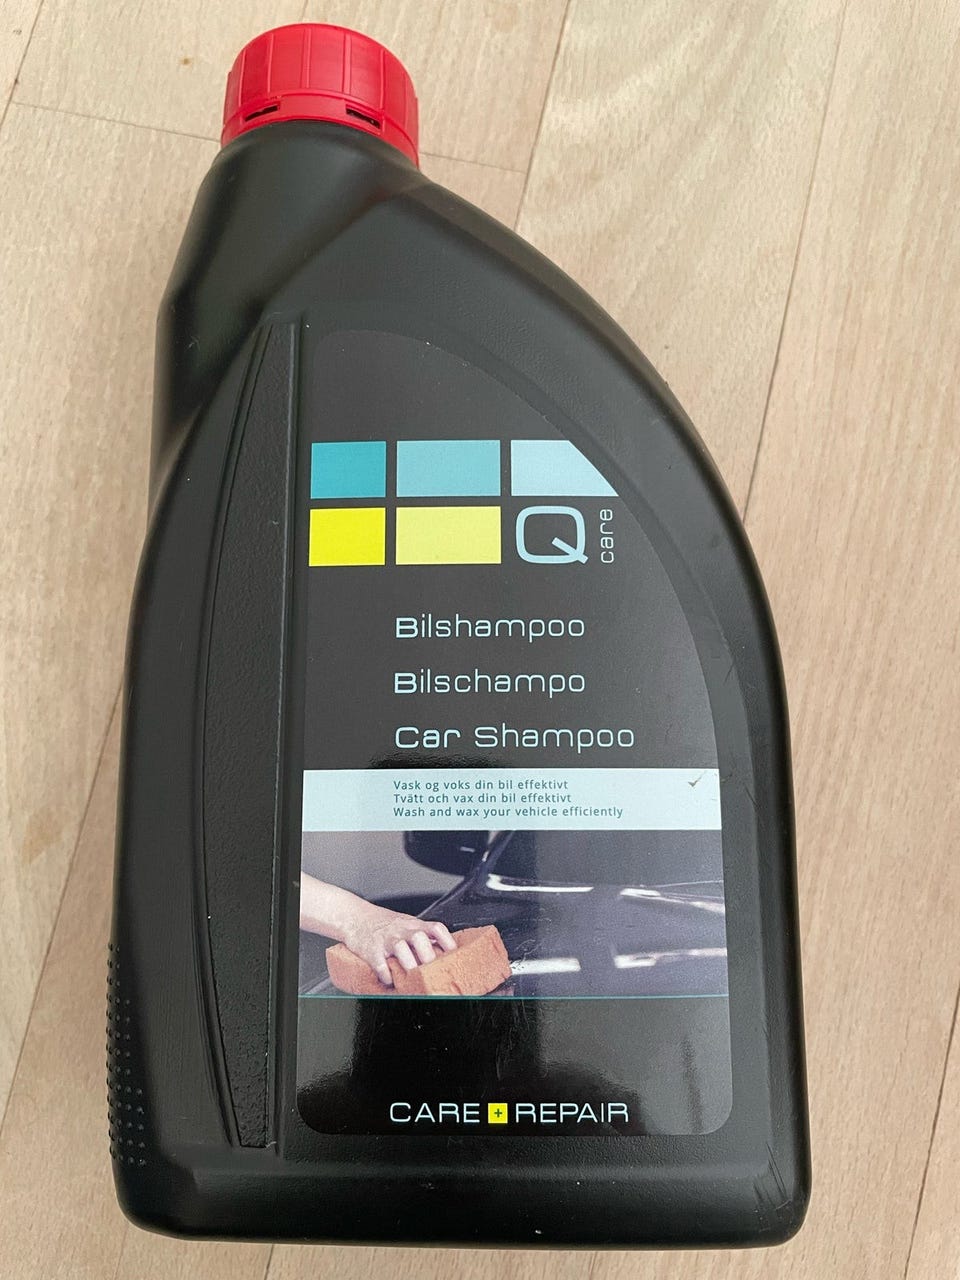 Q care
Bilshampoo
Bilschampo
Car Shampoo
Vask og voks din bil effektivt
Tvätt och vax din bil effektivt
Wash and wax your vehicle efficiently
CARE + REPAIR